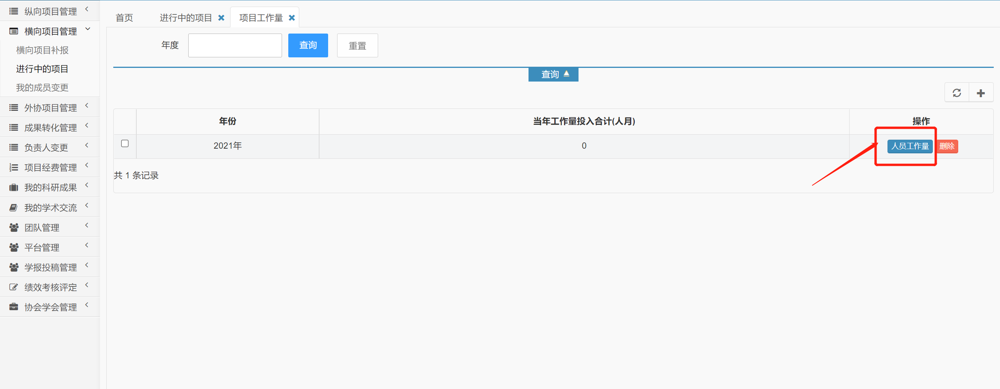 纵向项目管理
横向项目管理
横向项目补报
进行中的项目
我的成员变更
外协项目管理
成果转化管理
负责人变更
项目经费管理
我的科研成果
我的学术交流
团队管理
平台管理
学报投稿管理
绩效考核评定
协会学会管理
首页 进行中的项目 项目工作量
年度 查询 重置
查询
年份 当年工作量投入合计(人月) 操作
2021年 0 人员工作量 删除
共 1 条记录